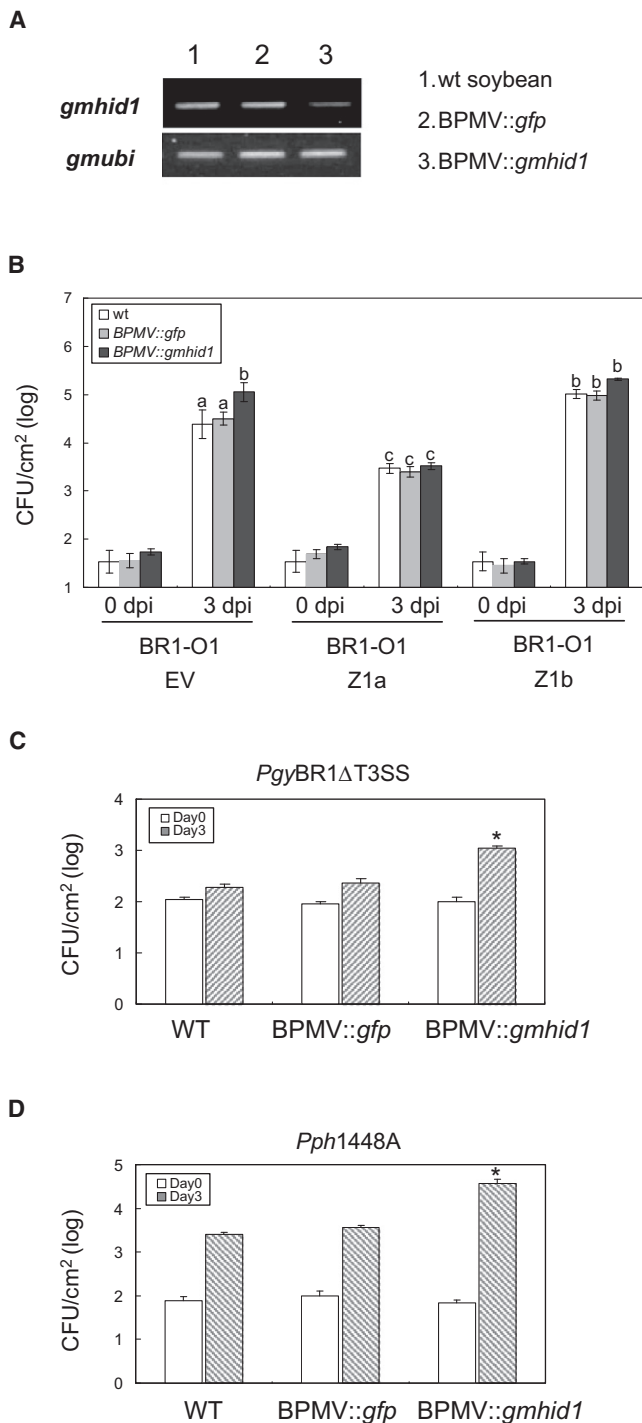 A
1 2 3
gmhid1
gmubi
1.wt soybean
2.BPMV::gfp
3.BPMV::gmhid1
B
CFU/cm² (log)
7
6
5
4
3
2
1
wt
BPMV::gfp
BPMV::gmhid1
a a b c c c b b b
0 dpi 3 dpi 0 dpi 3 dpi 0 dpi 3 dpi
BR1-O1 BR1-O1 BR1-O1
EV Z1a Z1b
C
PgyBR1ΔT3SS
CFU/cm² (log)
4
3
2
1
0
Day0
Day3
*
WT BPMV::gfp BPMV::gmhid1
D
Pph1448A
CFU/cm² (log)
5
4
3
2
1
0
Day0
Day3
*
WT BPMV::gfp BPMV::gmhid1